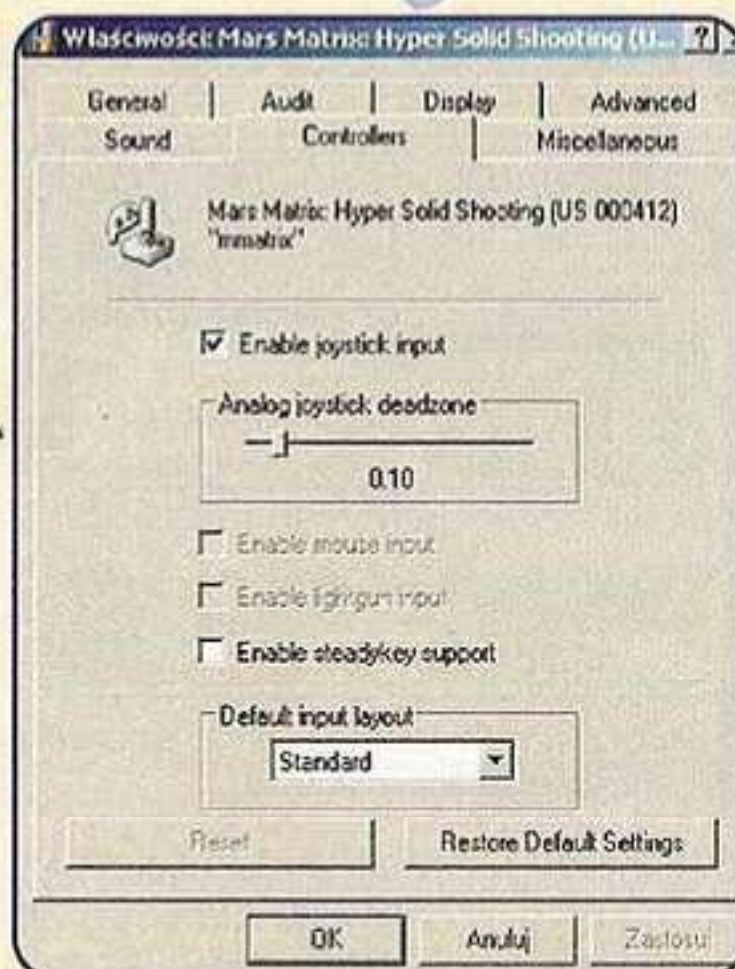 Właściwości: Mars Matrix: Hyper Solid Shooting (U...
General Audit Display Advanced
Sound Controllers Miscellaneous
Mars Matrix: Hyper Solid Shooting (US 000412)
"mmatrix"
Enable joystick input
Analog joystick deadzone
0.10
Enable mouse input
Enable lightgun input
Enable steadykey support
Default input layout
Standard
Reset Restore Default Settings
OK Anuluj Zastosuj